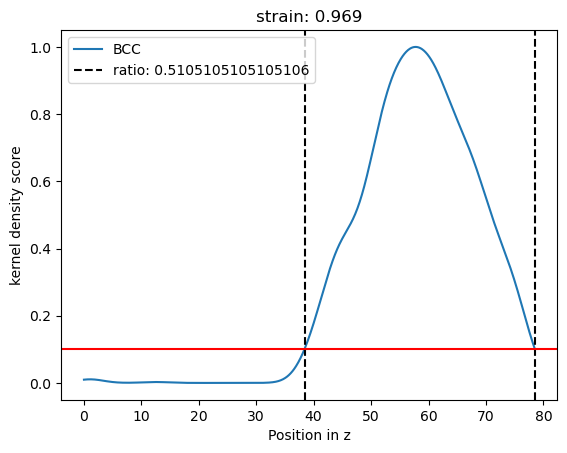 strain: 0.969
BCC
ratio: 0.5105105105105106
kernel density score
1.0
0.8
0.6
0.4
0.2
0.0
0 10 20 30 40 50 60 70 80
Position in z